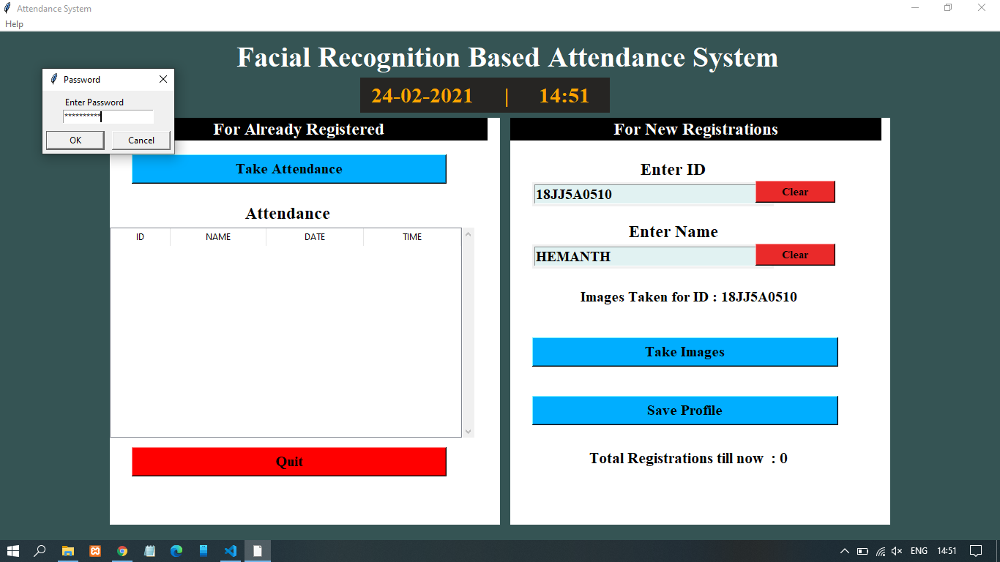 Attendance System
Help
Facial Recognition Based Attendance System
24-02-2021 | 14:51
Password
Enter Password
**********
OK Cancel
For Already Registered
Take Attendance
Attendance
ID NAME DATE TIME
Quit
For New Registrations
Enter ID
18JJ5A0510 Clear
Enter Name
HEMANTH Clear
Images Taken for ID : 18JJ5A0510
Take Images
Save Profile
Total Registrations till now : 0
ENG 14:51